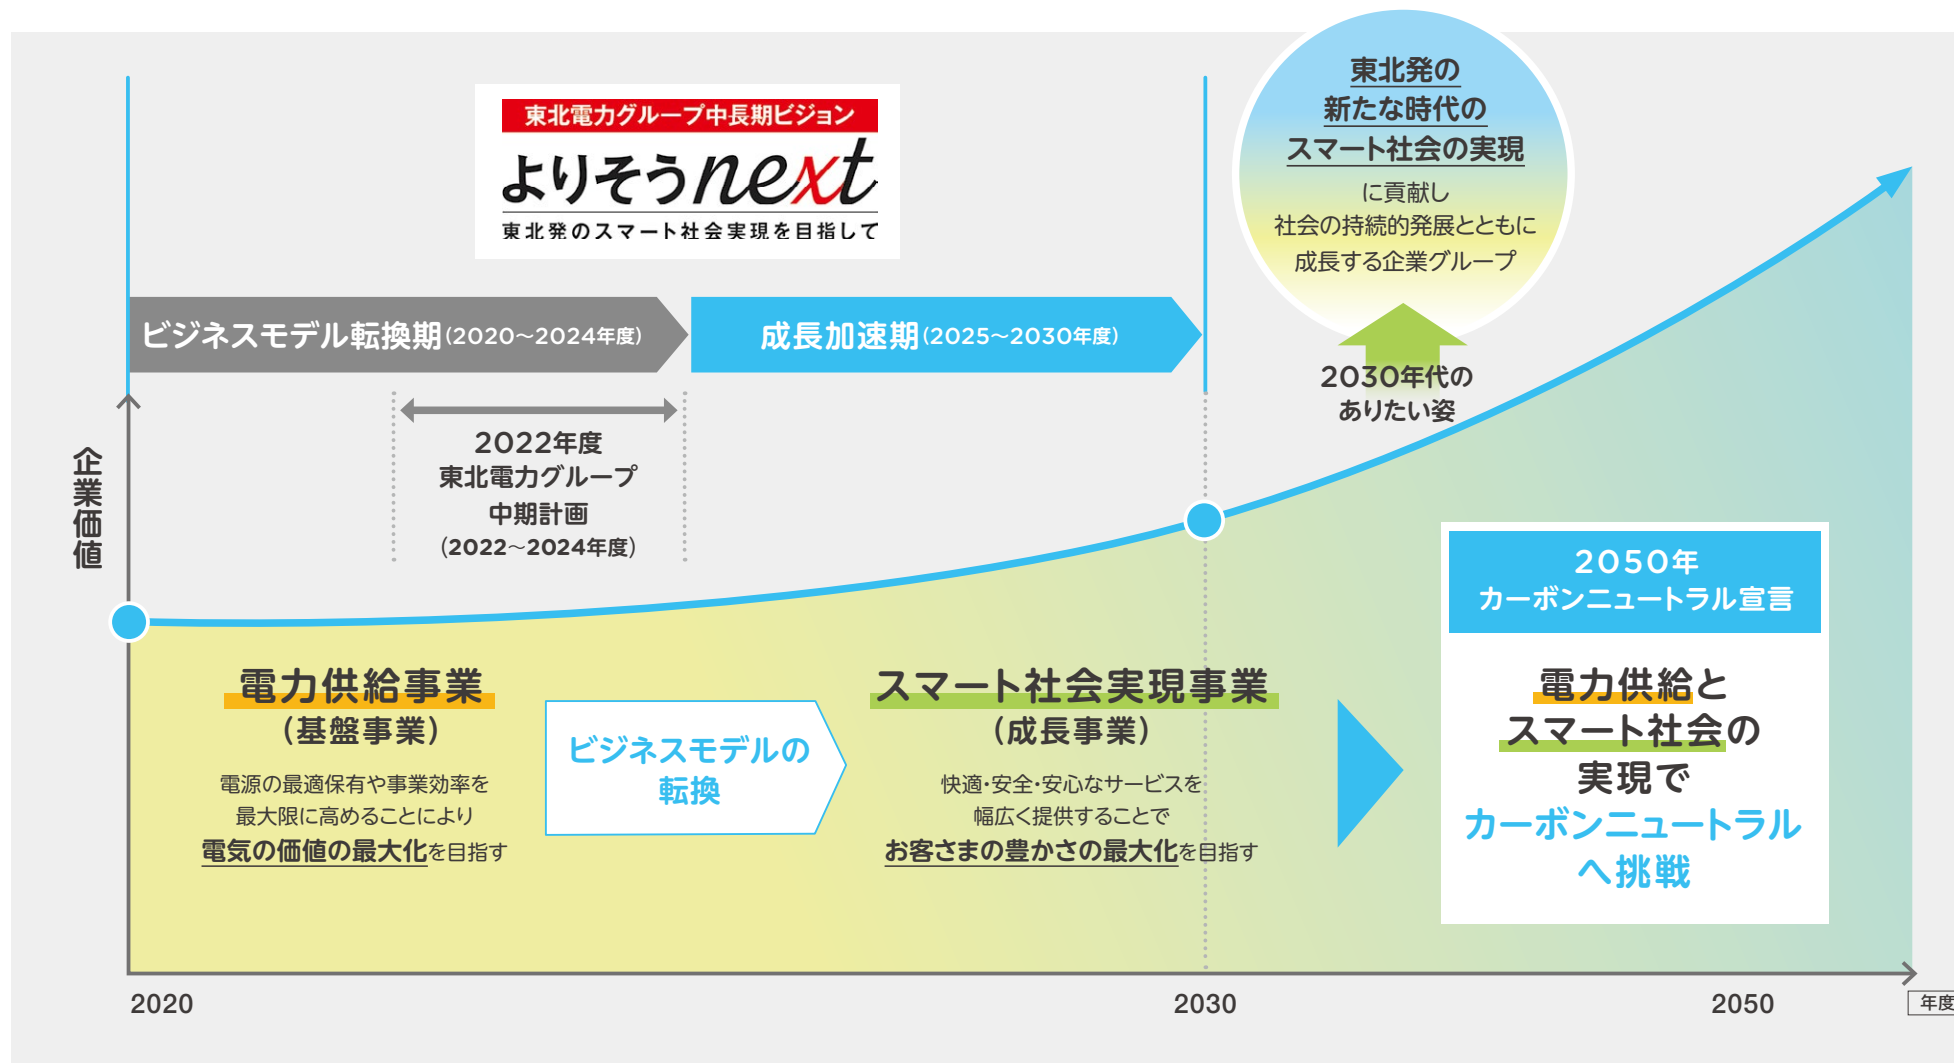 東北電力グループ中長期ビジョン
よりそうnext
東北発のスマート社会実現を目指して
東北発の
新たな時代の
スマート社会の実現
に貢献し
社会の持続的発展とともに
成長する企業グループ
ビジネスモデル転換期(2020〜2024年度)
成長加速期(2025〜2030年度)
2030年代の
ありたい姿
2022年度
東北電力グループ
中期計画
(2022〜2024年度)
企業価値
2050年
カーボンニュートラル宣言
電力供給と
スマート社会の
実現で
カーボンニュートラル
へ挑戦
電力供給事業
(基盤事業)
電源の最適保有や事業効率を
最大限に高めることにより
電気の価値の最大化を目指す
ビジネスモデルの
転換
スマート社会実現事業
(成長事業)
快適・安全・安心なサービスを
幅広く提供することで
お客さまの豊かさの最大化を目指す
2020
2030
2050
年度